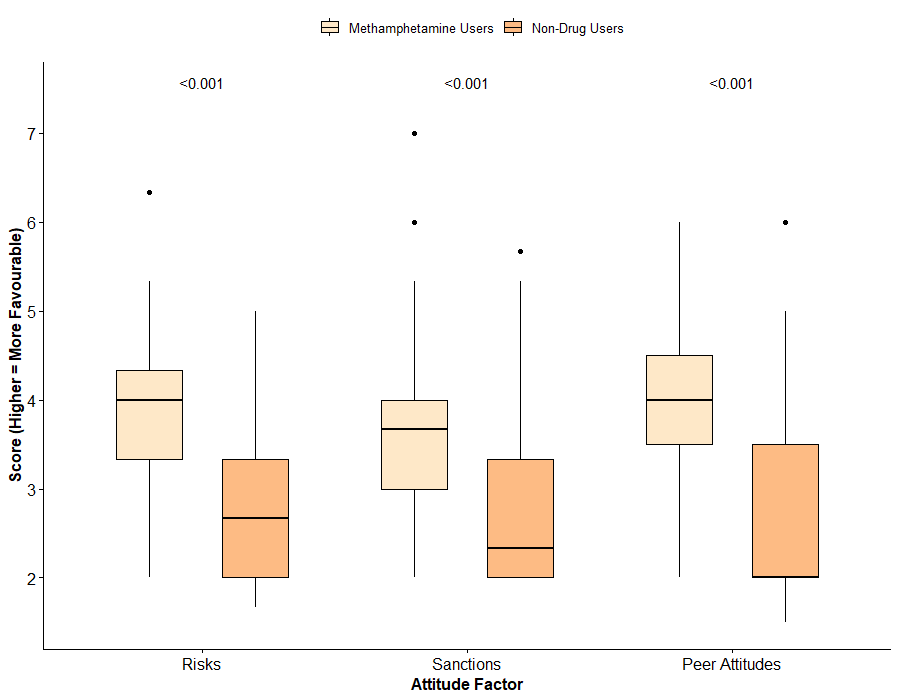 Methamphetamine Users Non-Drug Users
<0.001 <0.001 <0.001
7
6
5
4
3
2
Score (Higher = More Favourable)
Risks Sanctions Peer Attitudes
Attitude Factor